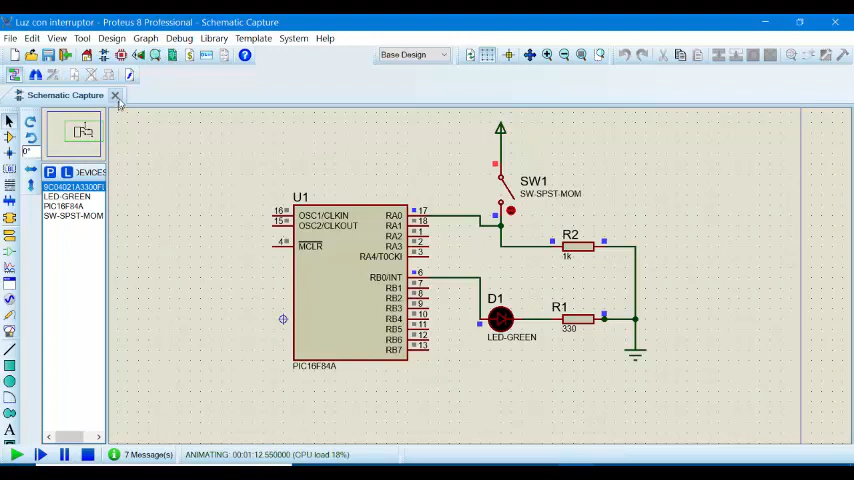 Luz con interruptor - Proteus 8 Professional - Schematic Capture
File Edit View Tool Design Graph Debug Library Template System Help
Base Design
Schematic Capture
0°
P L DEVICES
9C04021A3300FL
LED-GREEN
PIC16F84A
SW-SPST-MOM
U1
16 OSC1/CLKIN
15 OSC2/CLKOUT
4 MCLR
RA0 17
RA1 18
RA2 1
RA3 2
RA4/T0CKI 3
RB0/INT 6
RB1 7
RB2 8
RB3 9
RB4 10
RB5 11
RB6 12
RB7 13
PIC16F84A
SW1
SW-SPST-MOM
R2
1k
D1
LED-GREEN
R1
330
7 Message(s) ANIMATING: 00:01:12.550000 (CPU load 18%)